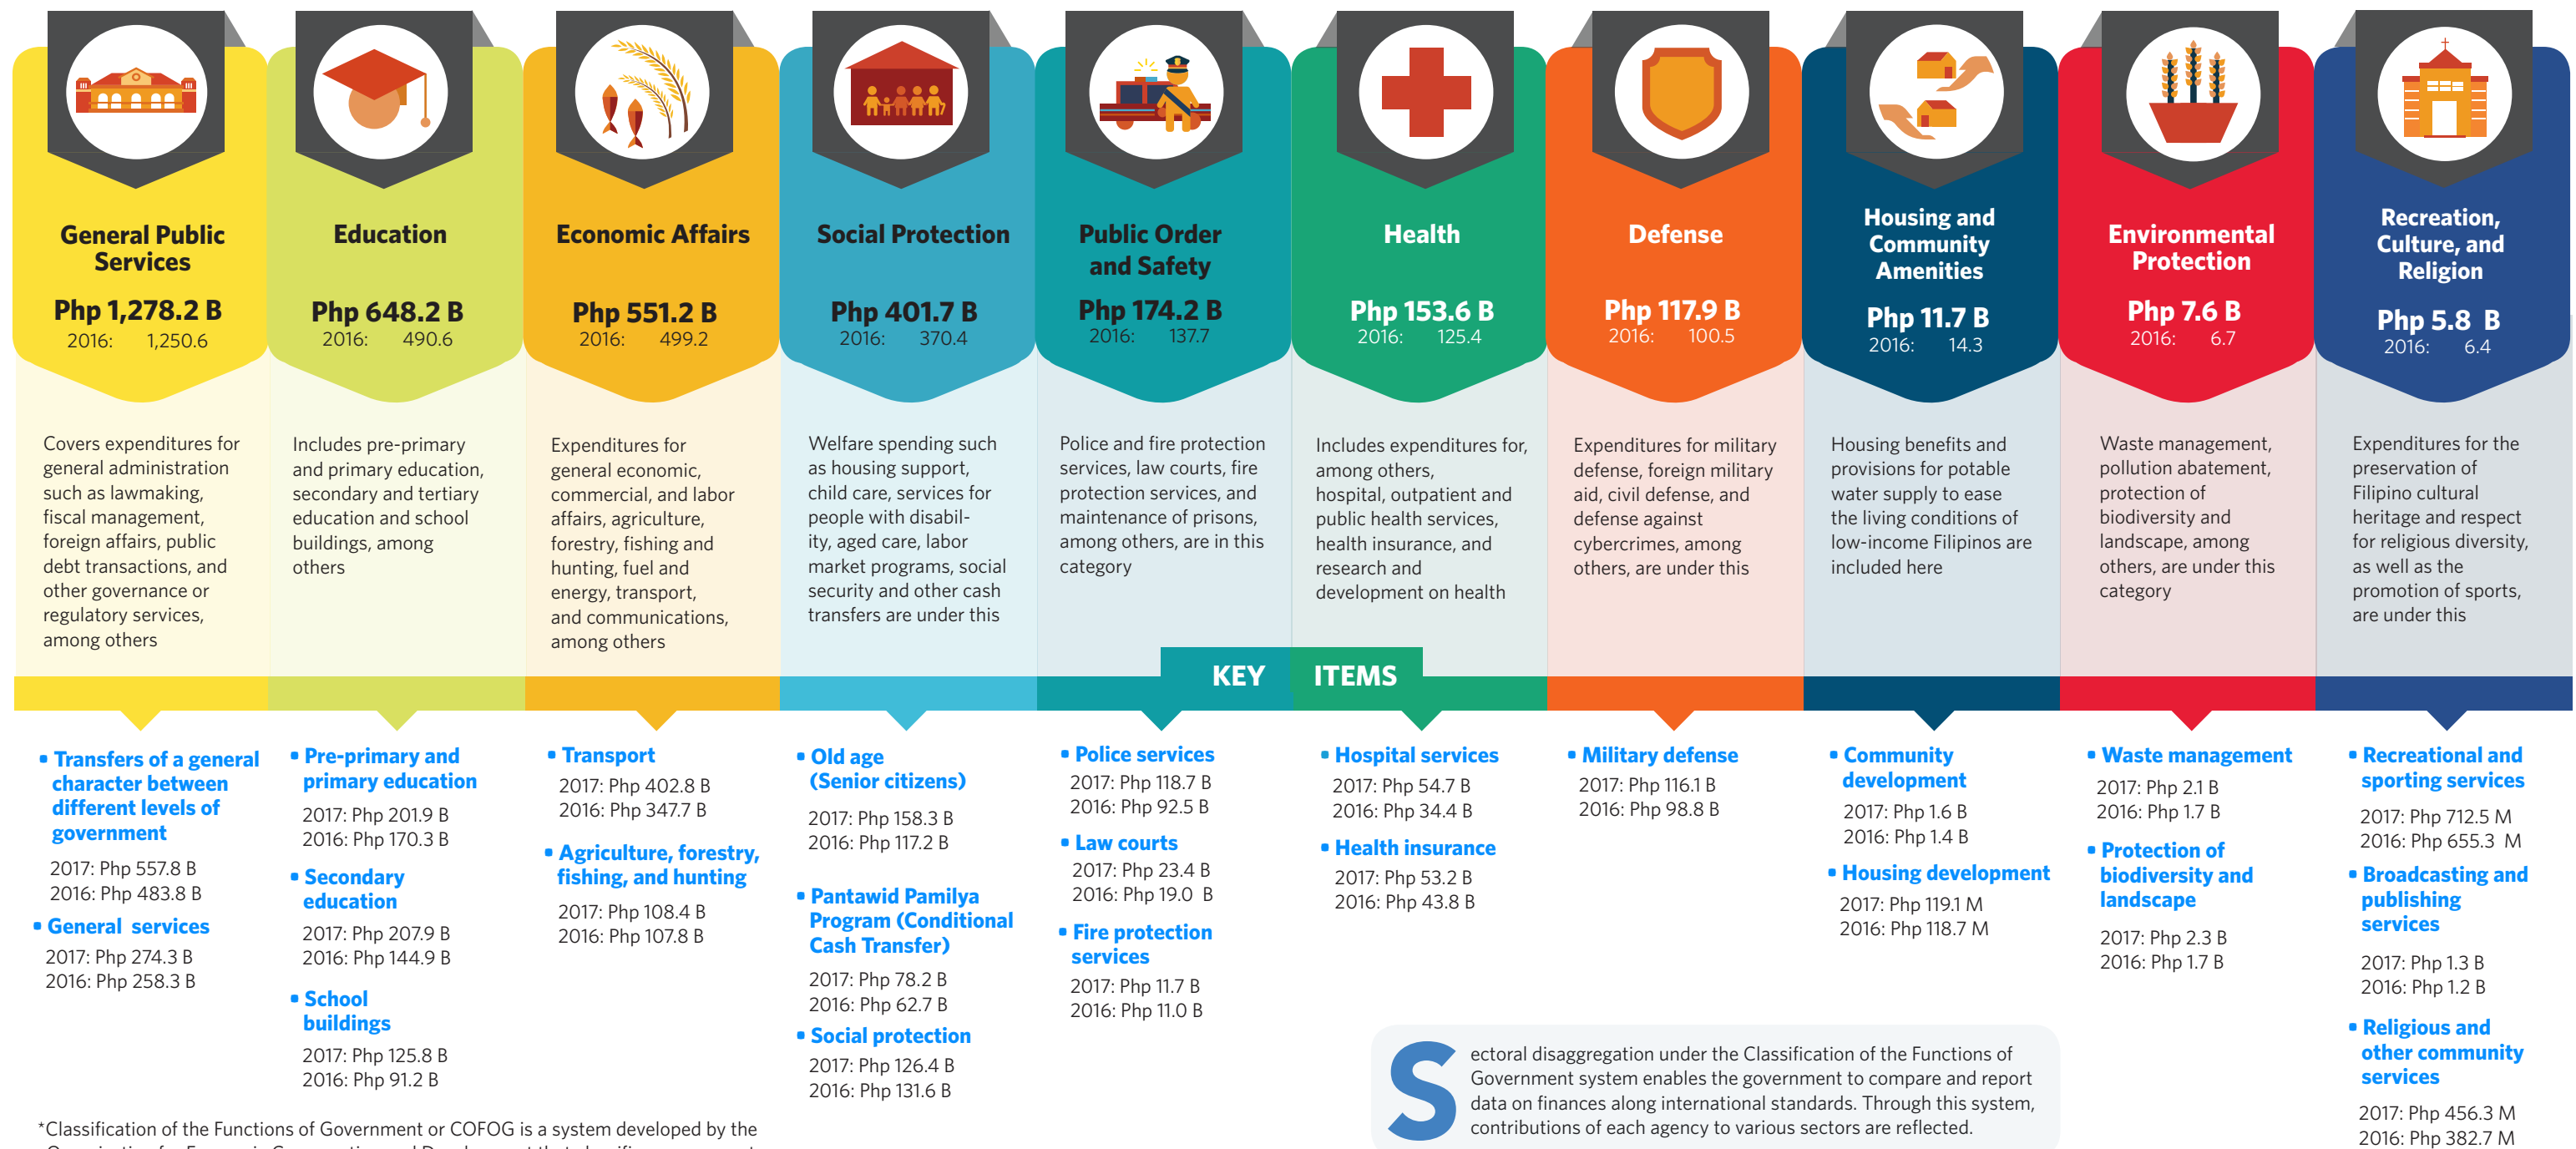 General Public
Services
Php 1,278.2 B
2016: 1,250.6
Covers expenditures for
general administration
such as lawmaking,
fiscal management,
foreign affairs, public
debt transactions, and
other governance or
regulatory services,
among others
Education
Php 648.2 B
2016: 490.6
Includes pre-primary
and primary education,
secondary and tertiary
education and school
buildings, among
others
Economic Affairs
Php 551.2 B
2016: 499.2
Expenditures for
general economic,
commercial, and labor
affairs, agriculture,
forestry, fishing and
hunting, fuel and
energy, transport,
and communications,
among others
Social Protection
Php 401.7 B
2016: 370.4
Welfare spending such
as housing support,
child care, services for
people with disabil-
ity, aged care, labor
market programs, social
security and other cash
transfers are under this
Public Order
and Safety
Php 174.2 B
2016: 137.7
Police and fire protection
services, law courts, fire
protection services, and
maintenance of prisons,
among others, are in this
category
Health
Php 153.6 B
2016: 125.4
Includes expenditures for,
among others,
hospital, outpatient and
public health services,
health insurance, and
research and
development on health
Defense
Php 117.9 B
2016: 100.5
Expenditures for military
defense, foreign military
aid, civil defense, and
defense against
cybercrimes, among
others, are under this
Housing and
Community
Amenities
Php 11.7 B
2016: 14.3
Housing benefits and
provisions for potable
water supply to ease
the living conditions of
low-income Filipinos are
included here
Environmental
Protection
Php 7.6 B
2016: 6.7
Waste management,
pollution abatement,
protection of
biodiversity and
landscape, among
others, are under this
category
Recreation,
Culture, and
Religion
Php 5.8 B
2016: 6.4
Expenditures for the
preservation of
Filipino cultural
heritage and respect
for religious diversity,
as well as the
promotion of sports,
are under this
KEY ITEMS
▪ Transfers of a general
character between
different levels of
government
2017: Php 557.8 B
2016: Php 483.8 B
▪ General services
2017: Php 274.3 B
2016: Php 258.3 B
▪ Pre-primary and
primary education
2017: Php 201.9 B
2016: Php 170.3 B
▪ Secondary
education
2017: Php 207.9 B
2016: Php 144.9 B
▪ School
buildings
2017: Php 125.8 B
2016: Php 91.2 B
▪ Transport
2017: Php 402.8 B
2016: Php 347.7 B
▪ Agriculture, forestry,
fishing, and hunting
2017: Php 108.4 B
2016: Php 107.8 B
▪ Old age
(Senior citizens)
2017: Php 158.3 B
2016: Php 117.2 B
▪ Pantawid Pamilya
Program (Conditional
Cash Transfer)
2017: Php 78.2 B
2016: Php 62.7 B
▪ Social protection
2017: Php 126.4 B
2016: Php 131.6 B
▪ Police services
2017: Php 118.7 B
2016: Php 92.5 B
▪ Law courts
2017: Php 23.4 B
2016: Php 19.0 B
▪ Fire protection
services
2017: Php 11.7 B
2016: Php 11.0 B
▪ Hospital services
2017: Php 54.7 B
2016: Php 34.4 B
▪ Health insurance
2017: Php 53.2 B
2016: Php 43.8 B
▪ Military defense
2017: Php 116.1 B
2016: Php 98.8 B
▪ Community
development
2017: Php 1.6 B
2016: Php 1.4 B
▪ Housing development
2017: Php 119.1 M
2016: Php 118.7 M
▪ Waste management
2017: Php 2.1 B
2016: Php 1.7 B
▪ Protection of
biodiversity and
landscape
2017: Php 2.3 B
2016: Php 1.7 B
▪ Recreational and
sporting services
2017: Php 712.5 M
2016: Php 655.3 M
▪ Broadcasting and
publishing
services
2017: Php 1.3 B
2016: Php 1.2 B
▪ Religious and
other community
services
2017: Php 456.3 M
2016: Php 382.7 M
Sectoral disaggregation under the Classification of the Functions of
Government system enables the government to compare and report
data on finances along international standards. Through this system,
contributions of each agency to various sectors are reflected.
*Classification of the Functions of Government or COFOG is a system developed by the